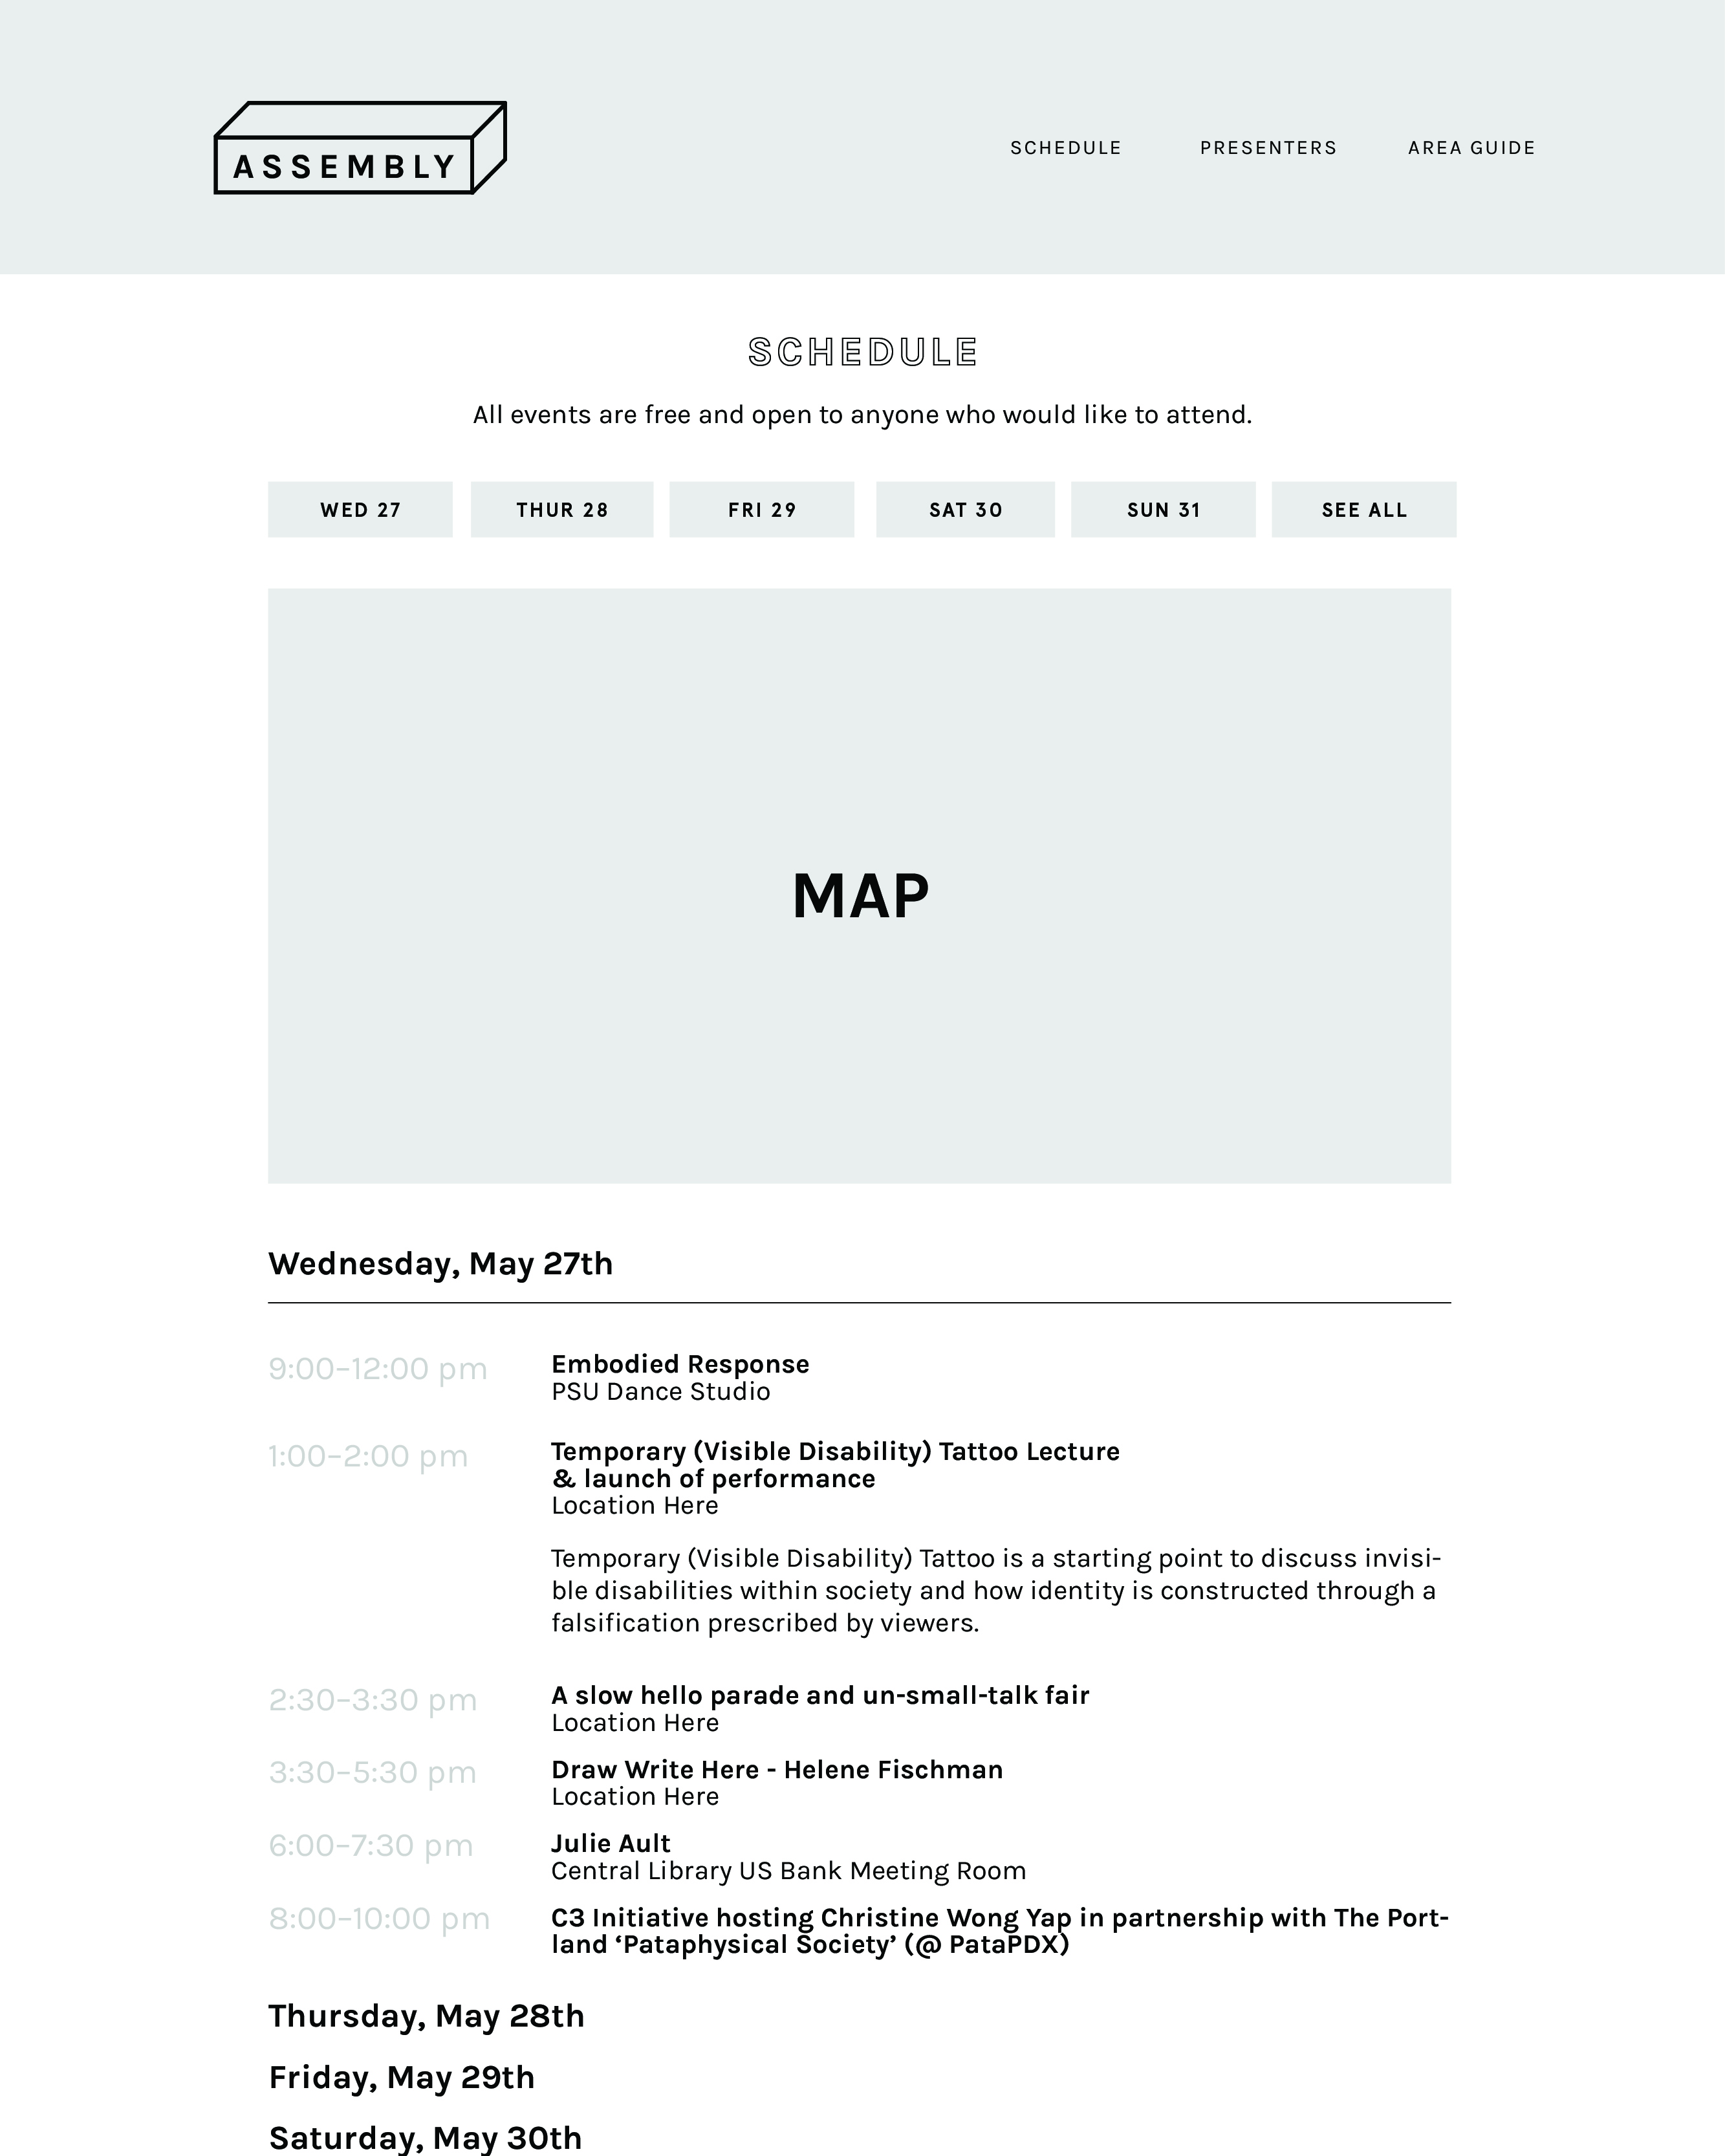 ASSEMBLY
SCHEDULE PRESENTERS AREA GUIDE
SCHEDULE
All events are free and open to anyone who would like to attend.
WED 27 THUR 28 FRI 29 SAT 30 SUN 31 SEE ALL
MAP
Wednesday, May 27th
9:00–12:00 pm Embodied Response
PSU Dance Studio
1:00–2:00 pm Temporary (Visible Disability) Tattoo Lecture
& launch of performance
Location Here
Temporary (Visible Disability) Tattoo is a starting point to discuss invisi-
ble disabilities within society and how identity is constructed through a
falsification prescribed by viewers.
2:30–3:30 pm A slow hello parade and un-small-talk fair
Location Here
3:30–5:30 pm Draw Write Here - Helene Fischman
Location Here
6:00–7:30 pm Julie Ault
Central Library US Bank Meeting Room
8:00–10:00 pm C3 Initiative hosting Christine Wong Yap in partnership with The Port-
land ‘Pataphysical Society’ (@ PataPDX)
Thursday, May 28th
Friday, May 29th
Saturday, May 30th